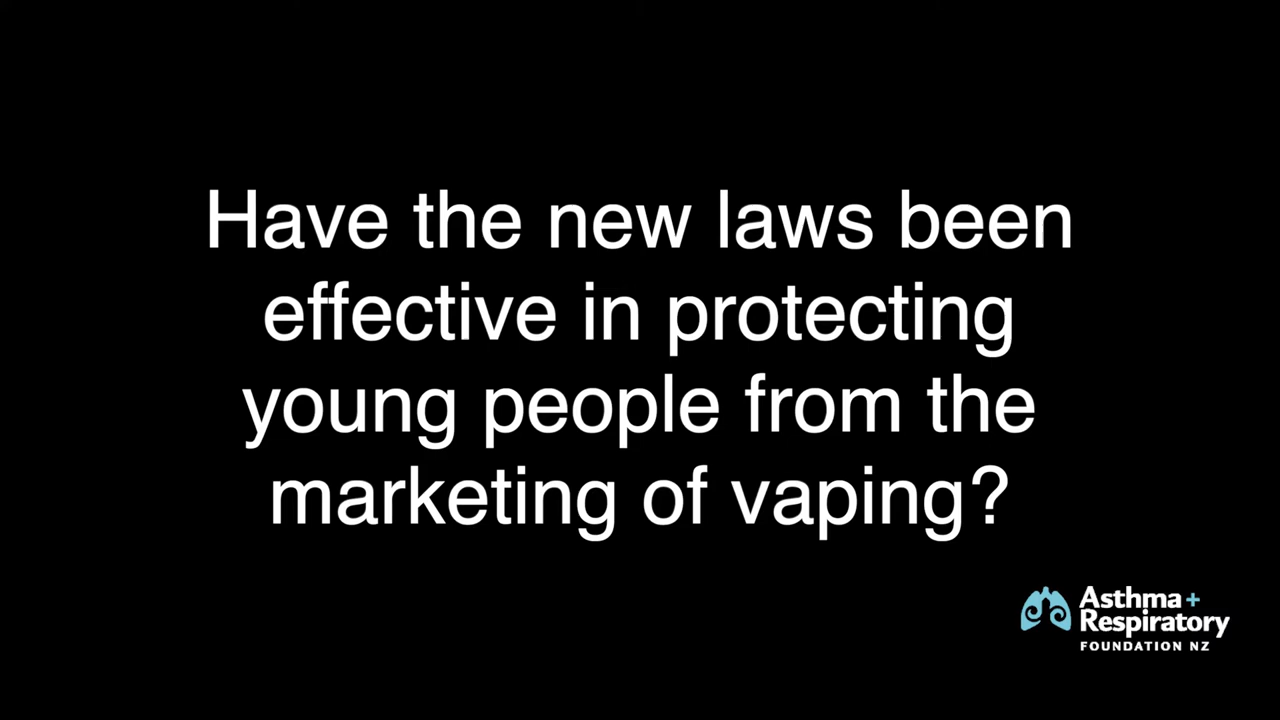 Have the new laws been
effective in protecting
young people from the
marketing of vaping?
Asthma+
Respiratory
FOUNDATION NZ